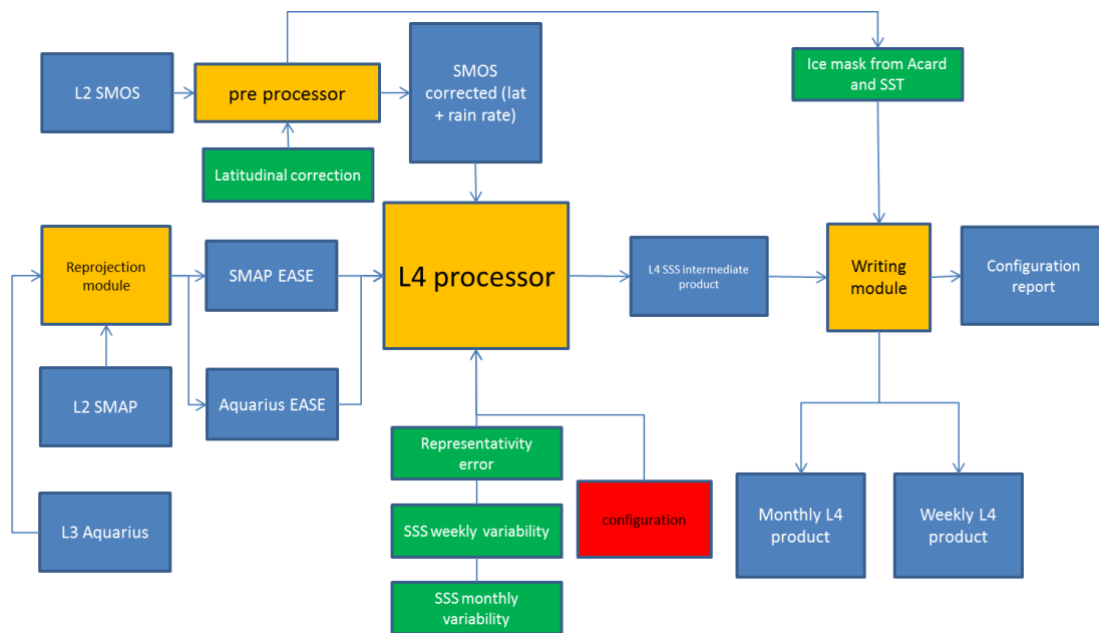 L2 SMOS
pre processor
SMOS
corrected (lat
+ rain rate)
Ice mask from Acard
and SST
Latitudinal correction
Reprojection
module
SMAP EASE
L4 processor
L4 SSS intermediate
product
Writing
module
Configuration
report
L2 SMAP
Aquarius EASE
Representativity
error
L3 Aquarius
SSS weekly variability
configuration
Monthly L4
product
Weekly L4
product
SSS monthly
variability